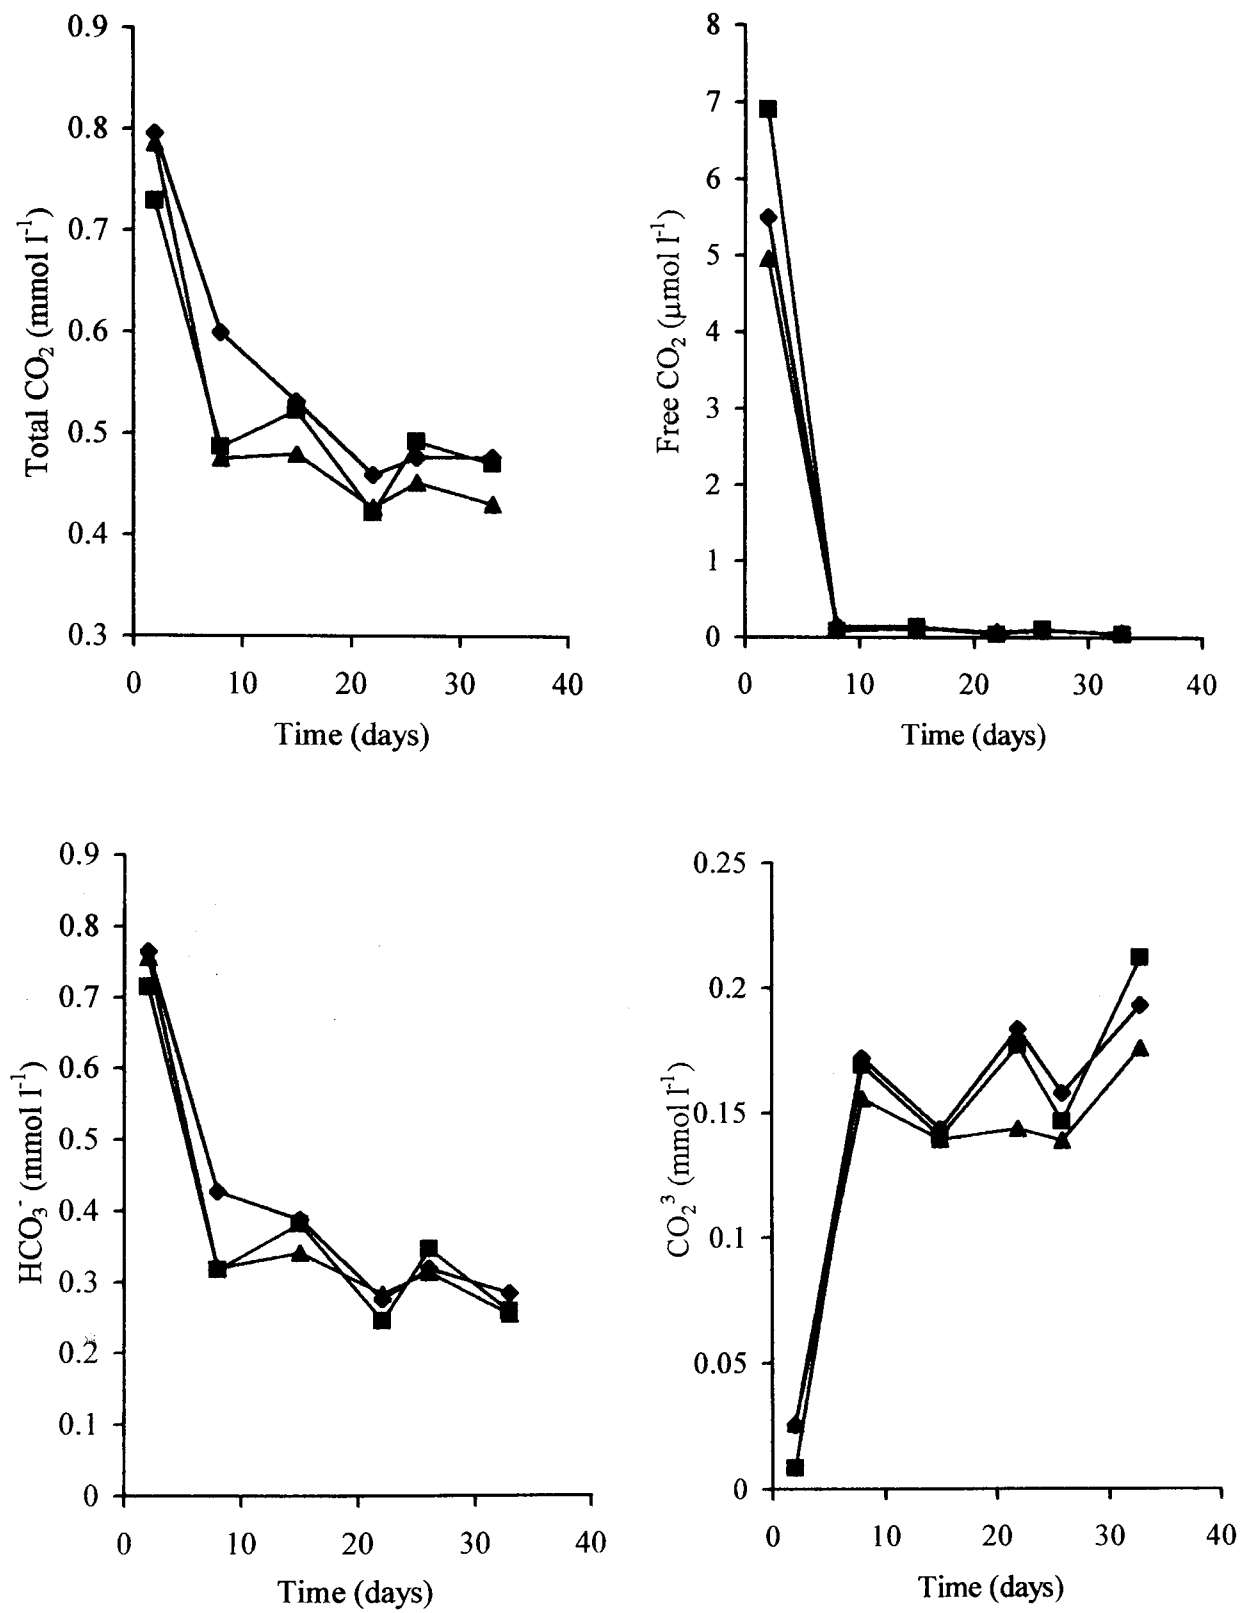 0.9
0.8
0.7
0.6
0.5
0.4
0.3
Total CO₂ (mmol l⁻¹)
0 10 20 30 40
Time (days)
8
7
6
5
4
3
2
1
0
Free CO₂ (μmol l⁻¹)
0 10 20 30 40
Time (days)
0.9
0.8
0.7
0.6
0.5
0.4
0.3
0.2
0.1
0
HCO₃⁻ (mmol l⁻¹)
0 10 20 30 40
Time (days)
0.25
0.2
0.15
0.1
0.05
0
CO₂³ (mmol l⁻¹)
0 10 20 30 40
Time (days)